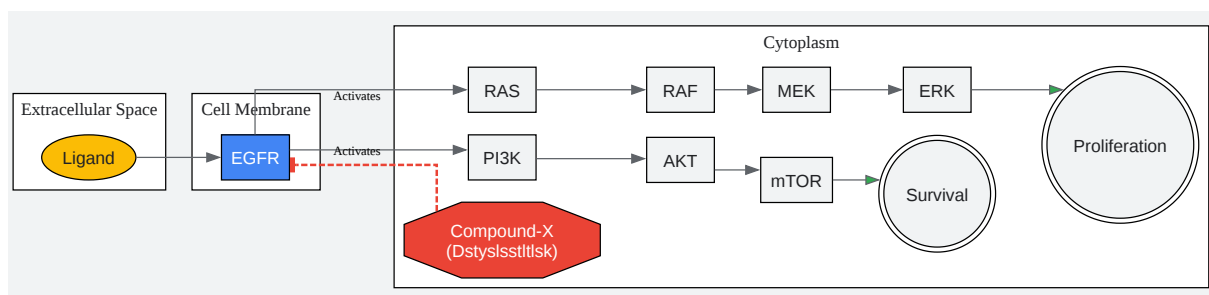 Cytoplasm
Extracellular Space
Cell Membrane
Activates
RAS
RAF
MEK
ERK
Ligand
EGFR
Activates
PI3K
AKT
mTOR
Survival
Proliferation
Compound-X
(Dstyslsstltlsk)